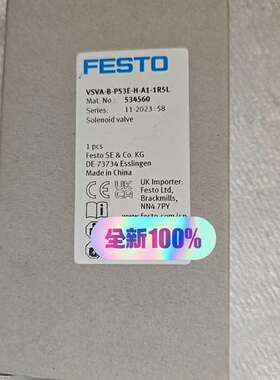 FESTO
VSVA-B-P53E-H-A1-1R5L
Mat. No.: 534560
Series: 11-2023:58
Solenoid valve
1 pcs
Festo SE & Co. KG
DE-73734 Esslingen
Made in China
UK Importer:
Festo Ltd,
Brackmills,
NN4 7PY
全新100%